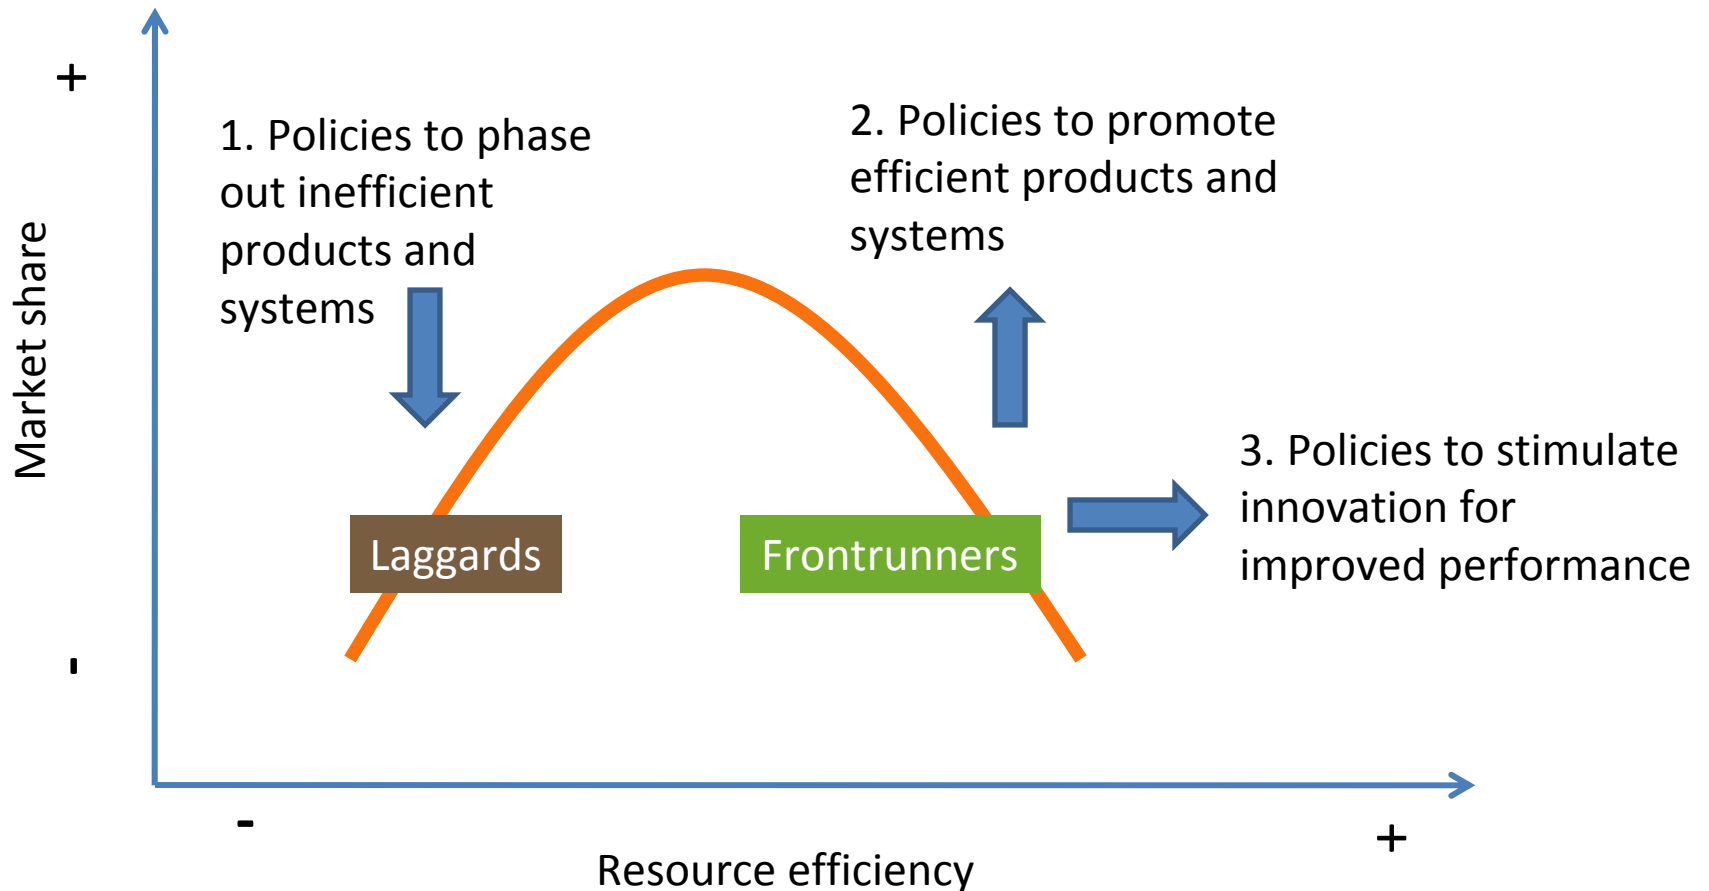 +
1. Policies to phase
out inefficient
products and
systems
2. Policies to promote
efficient products and
systems
Market share
3. Policies to stimulate
innovation for
improved performance
Laggards
Frontrunners
-
-
+
Resource efficiency